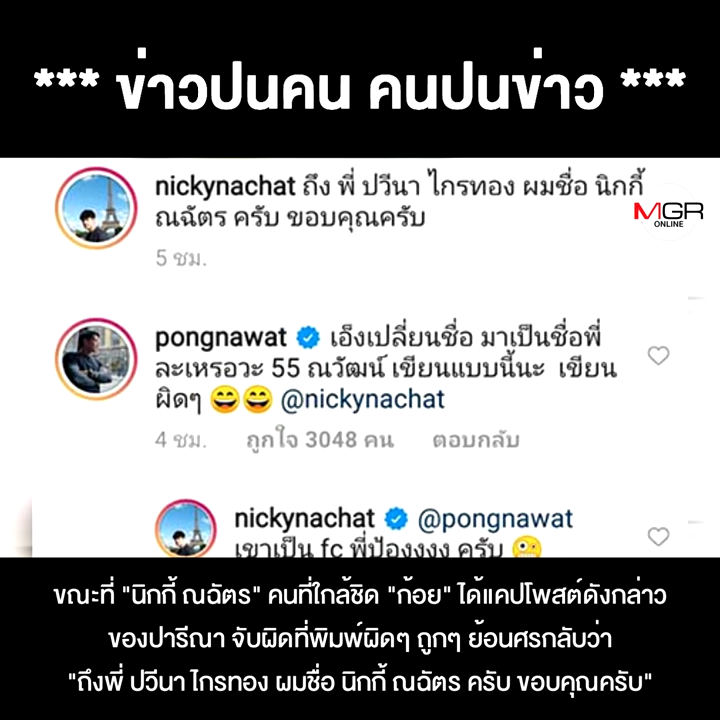 *** ข่าวปนคน คนปนข่าว ***
nickynachat ถึง พี่ ปวีนา ไกรทอง ผมชื่อ นิกกี้
ณฉัตร ครับ ขอบคุณครับ
MGR
ONLINE
5 ชม.
pongnawat เอ็งเปลี่ยนชื่อ มาเป็นชื่อพี่
ละเหรอวะ 55 ณวัฒน์ เขียนแบบนี้นะ เขียน
ผิดๆ 😄😄 @nickynachat
4 ชม. ถูกใจ 3048 คน ตอบกลับ
nickynachat @pongnawat
เขาเป็น fc พี่ป้องงงง ครับ 😬
ขณะที่ "นิกกี้ ณฉัตร" คนที่ใกล้ชิด "ก้อย" ได้แคปโพสต์ดังกล่าว
ของปารีณา จับผิดที่พิมพ์ผิดๆ ถูกๆ ย้อนศรกลับว่า
"ถึงพี่ ปวีนา ไกรทอง ผมชื่อ นิกกี้ ณฉัตร ครับ ขอบคุณครับ"